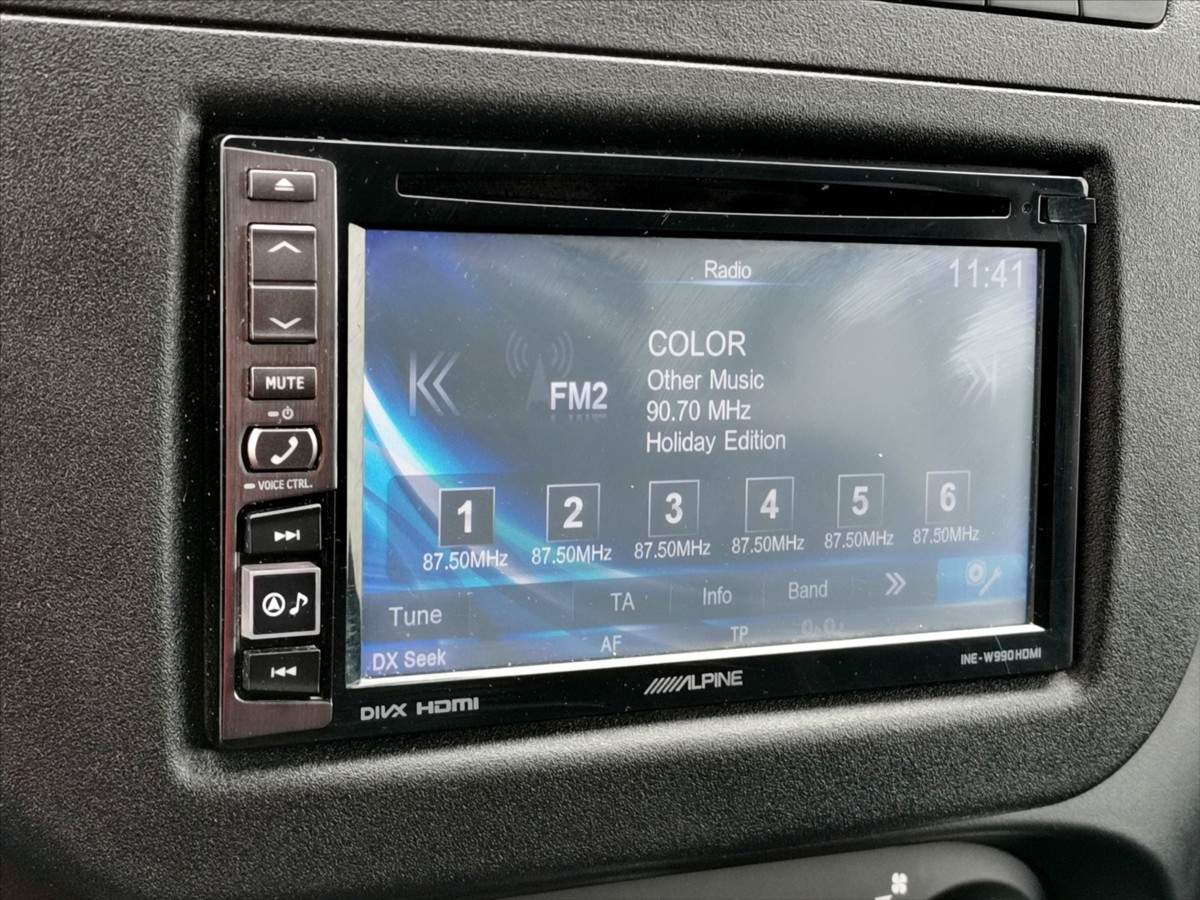 Radio
11:41
COLOR
Other Music
FM2
90.70 MHz
Holiday Edition
MUTE
VOICE CTRL.
1 2 3 4 5 6
87.50MHz 87.50MHz 87.50MHz 87.50MHz 87.50MHz 87.50MHz
Tune TA Info Band
DX Seek AF TP
DIVX HDMI
ALPINE
INE-W990HDMI